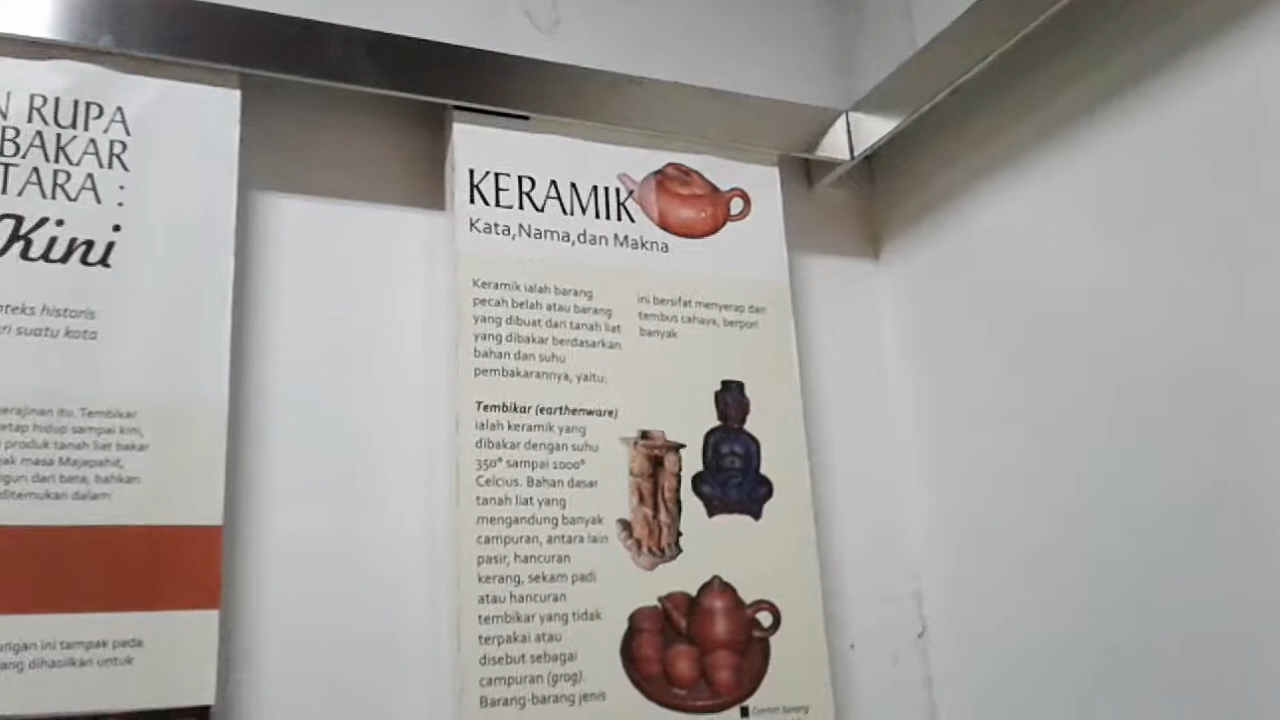 N RUPA
BAKAR
TARA :
Kini
teks historis
ri suatu kota
erajinan itu. Tembikar
etap hidup sampai kini,
produk tanah liat bakar
ak masa Majapahit,
gun dari bata, bahkan
ditemukan dalam
ngan ini tampak peda
ang dihasilkan untuk
KERAMIK
Kata,Nama,dan Makna
Keramik ialah barang
pecah belah atau barang
yang dibuat dari tanah liat
yang dibakar berdasarkan
bahan dan suhu
pembakarannya, yaitu:
Tembikar (earthenware)
ialah keramik yang
dibakar dengan suhu
350° sampai 1000°
Celcius. Bahan dasar
tanah liat yang
mengandung banyak
campuran, antara lain
pasir, hancuran
kerang, sekam padi
atau hancuran
tembikar yang tidak
terpakai atau
disebut sebagai
campuran (grog).
Barang-barang jenis
ini bersifat menyerap dan
tembus cahaya, berpori
banyak
Contoh barang